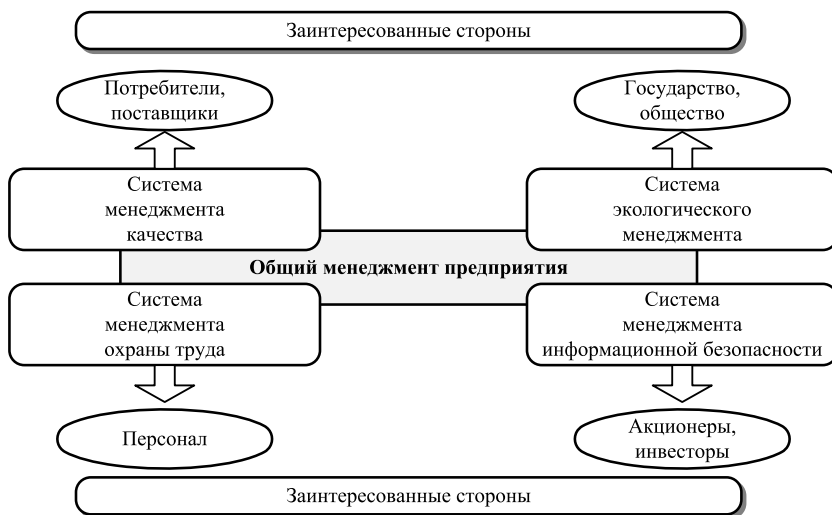 Заинтересованные стороны
Потребители,
поставщики
Государство,
общество
Система
менеджмента
качества
Система
экологического
менеджмента
Общий менеджмент предприятия
Система
менеджмента
охраны труда
Система
менеджмента
информационной безопасности
Персонал
Акционеры,
инвесторы
Заинтересованные стороны